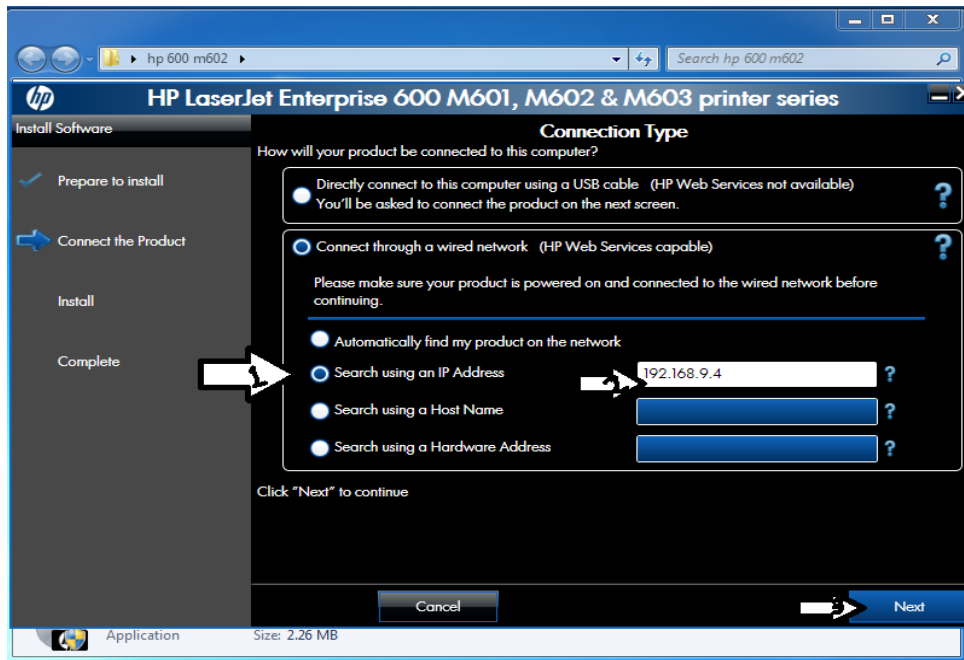 hp 600 m602
Search hp 600 m602
hp
HP LaserJet Enterprise 600 M601, M602 & M603 printer series
Install Software
Connection Type
How will your product be connected to this computer?
Prepare to install
Directly connect to this computer using a USB cable (HP Web Services not available)
You'll be asked to connect the product on the next screen.
?
Connect the Product
Connect through a wired network (HP Web Services capable)
?
Please make sure your product is powered on and connected to the wired network before
continuing.
Install
Automatically find my product on the network
Complete
1
Search using an IP Address
192.168.9.4
?
Search using a Host Name
?
Search using a Hardware Address
?
Click "Next" to continue
Cancel
Next
Application
Size: 2.26 MB